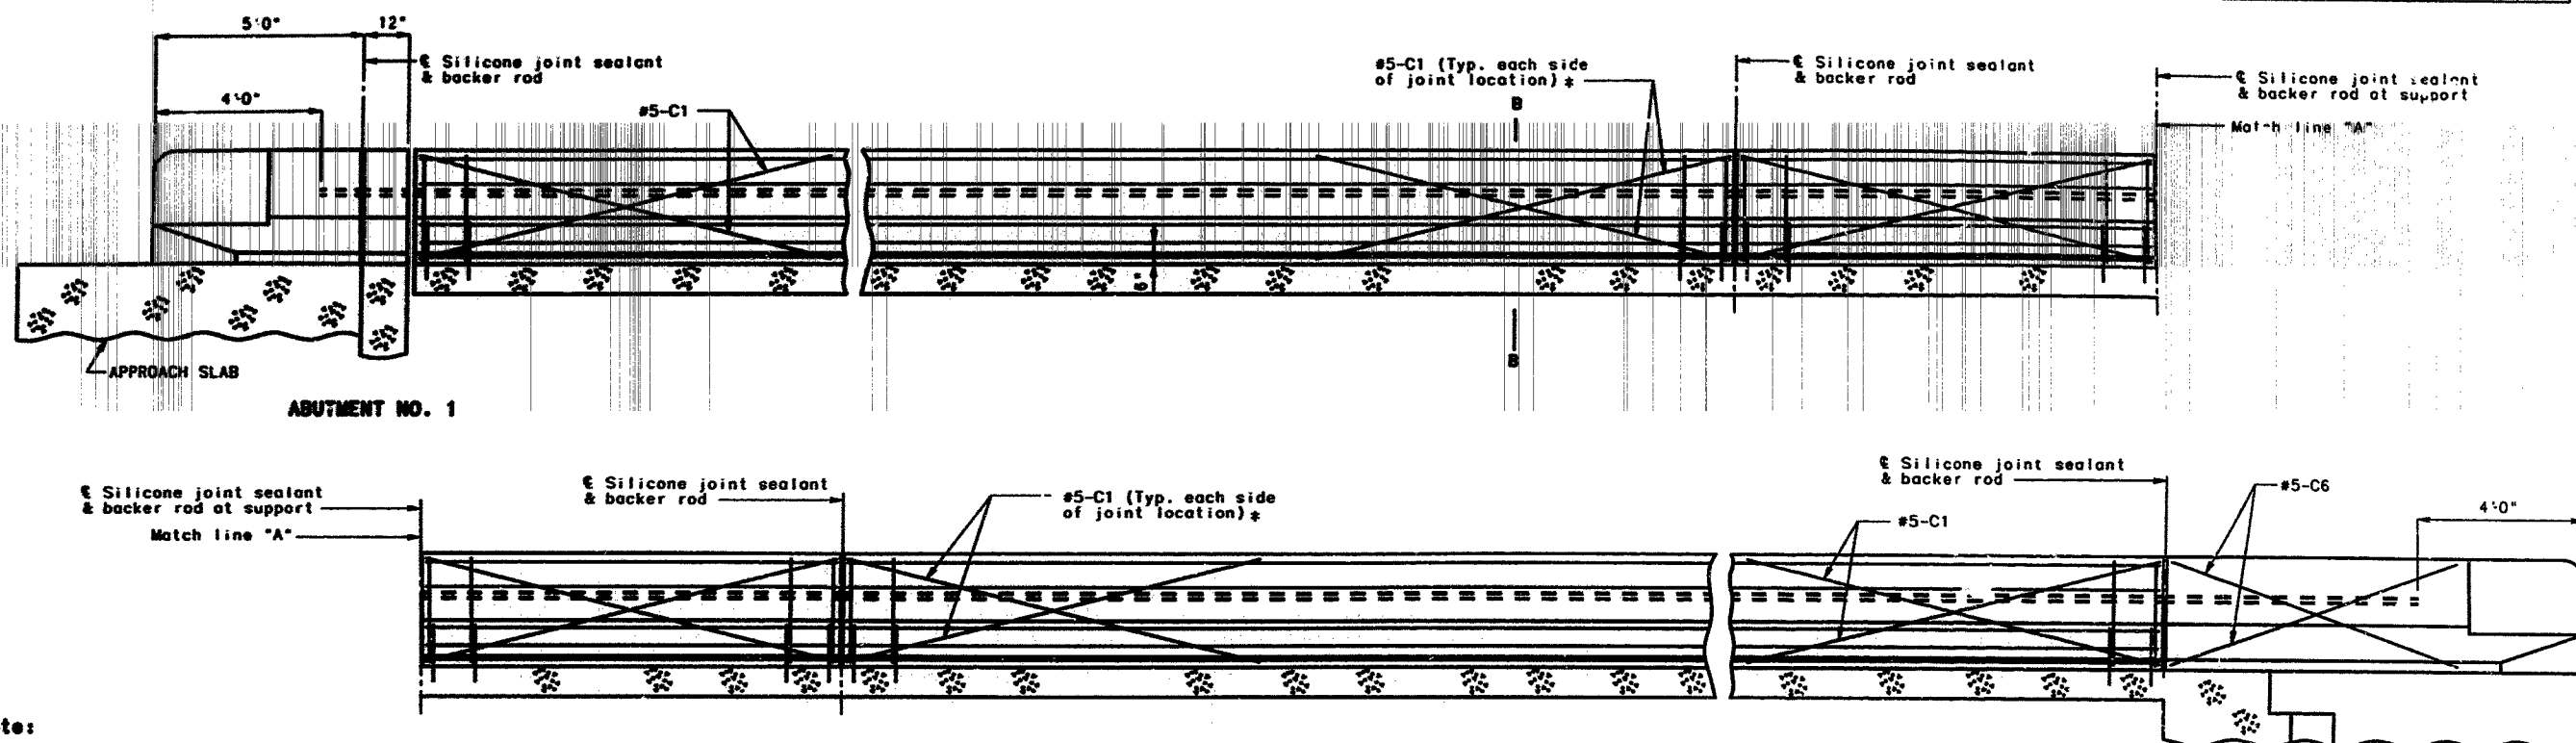 5'0" 12"
℄ Silicone joint sealant
& backer rod
4'0"
#5-C1
#5-C1 (Typ. each side
of joint location) *
B
℄ Silicone joint sealant
& backer rod
℄ Silicone joint sealant
& backer rod at support
Match line "A"
B
APPROACH SLAB
ABUTMENT NO. 1
℄ Silicone joint sealant
& backer rod at support
Match line "A"
℄ Silicone joint sealant
& backer rod
#5-C1 (Typ. each side
of joint location) *
℄ Silicone joint sealant
& backer rod
#5-C1
#5-C6
4'0"
te: